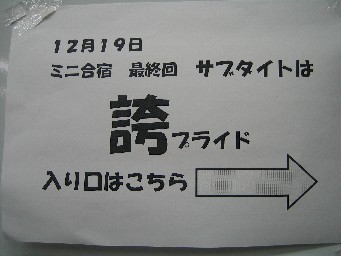 12月19日
ミニ合宿 最終回 サブタイトは
誇プライド
入り口はこちら